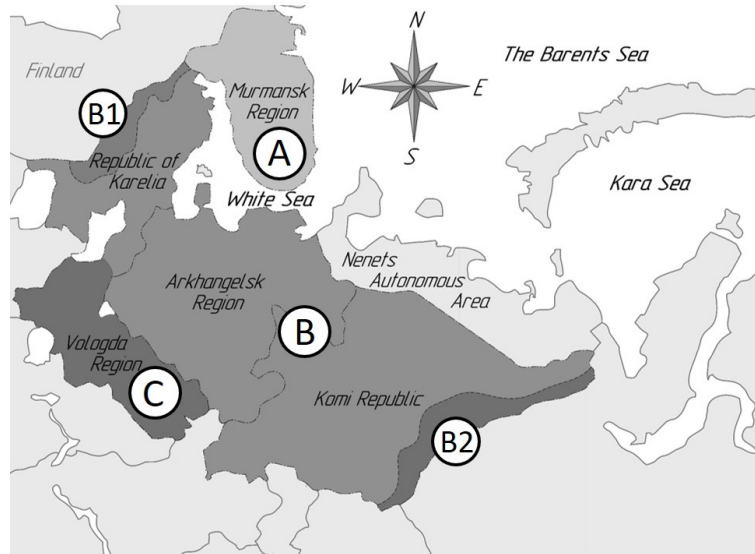 N
The Barents Sea
Finland
W
E
Murmansk
Region
B1
S
A
Republic of
Karelia
Kara Sea
White Sea
Nenets
Autonomous
Area
Arkhangelsk
Region
B
Vologda
Region
C
Komi Republic
B2